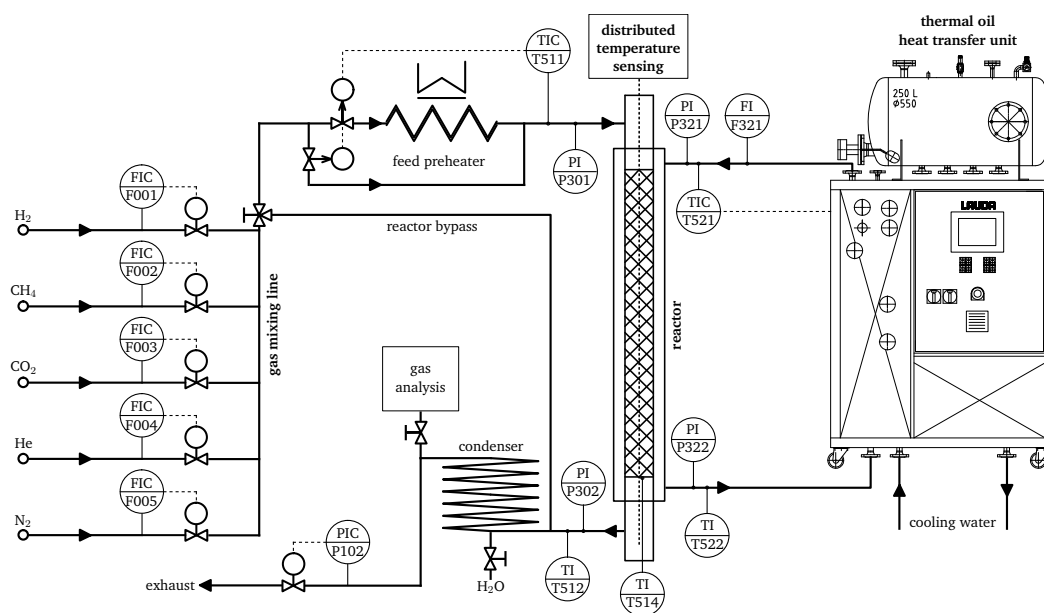 distributed
temperature
sensing
thermal oil
heat transfer unit
TIC
T511
250 L
Ø550
PI
P321
FI
F321
feed preheater
PI
P301
FIC
F001
H₂
reactor bypass
TIC
T521
LAUDA
FIC
F002
CH₄
gas mixing line
FIC
F003
CO₂
reactor
gas
analysis
FIC
F004
He
condenser
PI
P322
PI
P302
FIC
F005
N₂
cooling water
TI
T522
PIC
P102
H₂O
exhaust
TI
T512
TI
T514